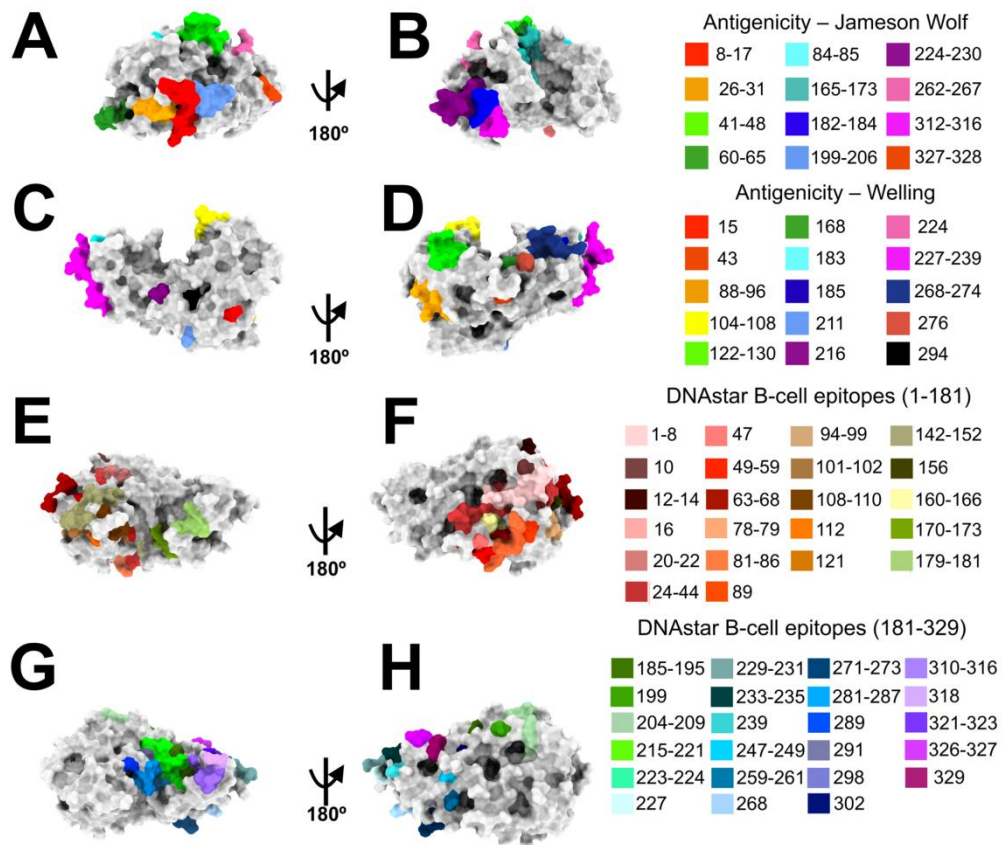 A
B
180º
Antigenicity – Jameson Wolf
8-17 84-85 224-230
26-31 165-173 262-267
41-48 182-184 312-316
60-65 199-206 327-328
C
D
180º
Antigenicity – Welling
15 168 224
43 183 227-239
88-96 185 268-274
104-108 211 276
122-130 216 294
E
F
180º
DNAstar B-cell epitopes (1-181)
1-8 47 94-99 142-152
10 49-59 101-102 156
12-14 63-68 108-110 160-166
16 78-79 112 170-173
20-22 81-86 121 179-181
24-44 89
G
H
180º
DNAstar B-cell epitopes (181-329)
185-195 229-231 271-273 310-316
199 233-235 281-287 318
204-209 239 289 321-323
215-221 247-249 291 326-327
223-224 259-261 298 329
227 268 302